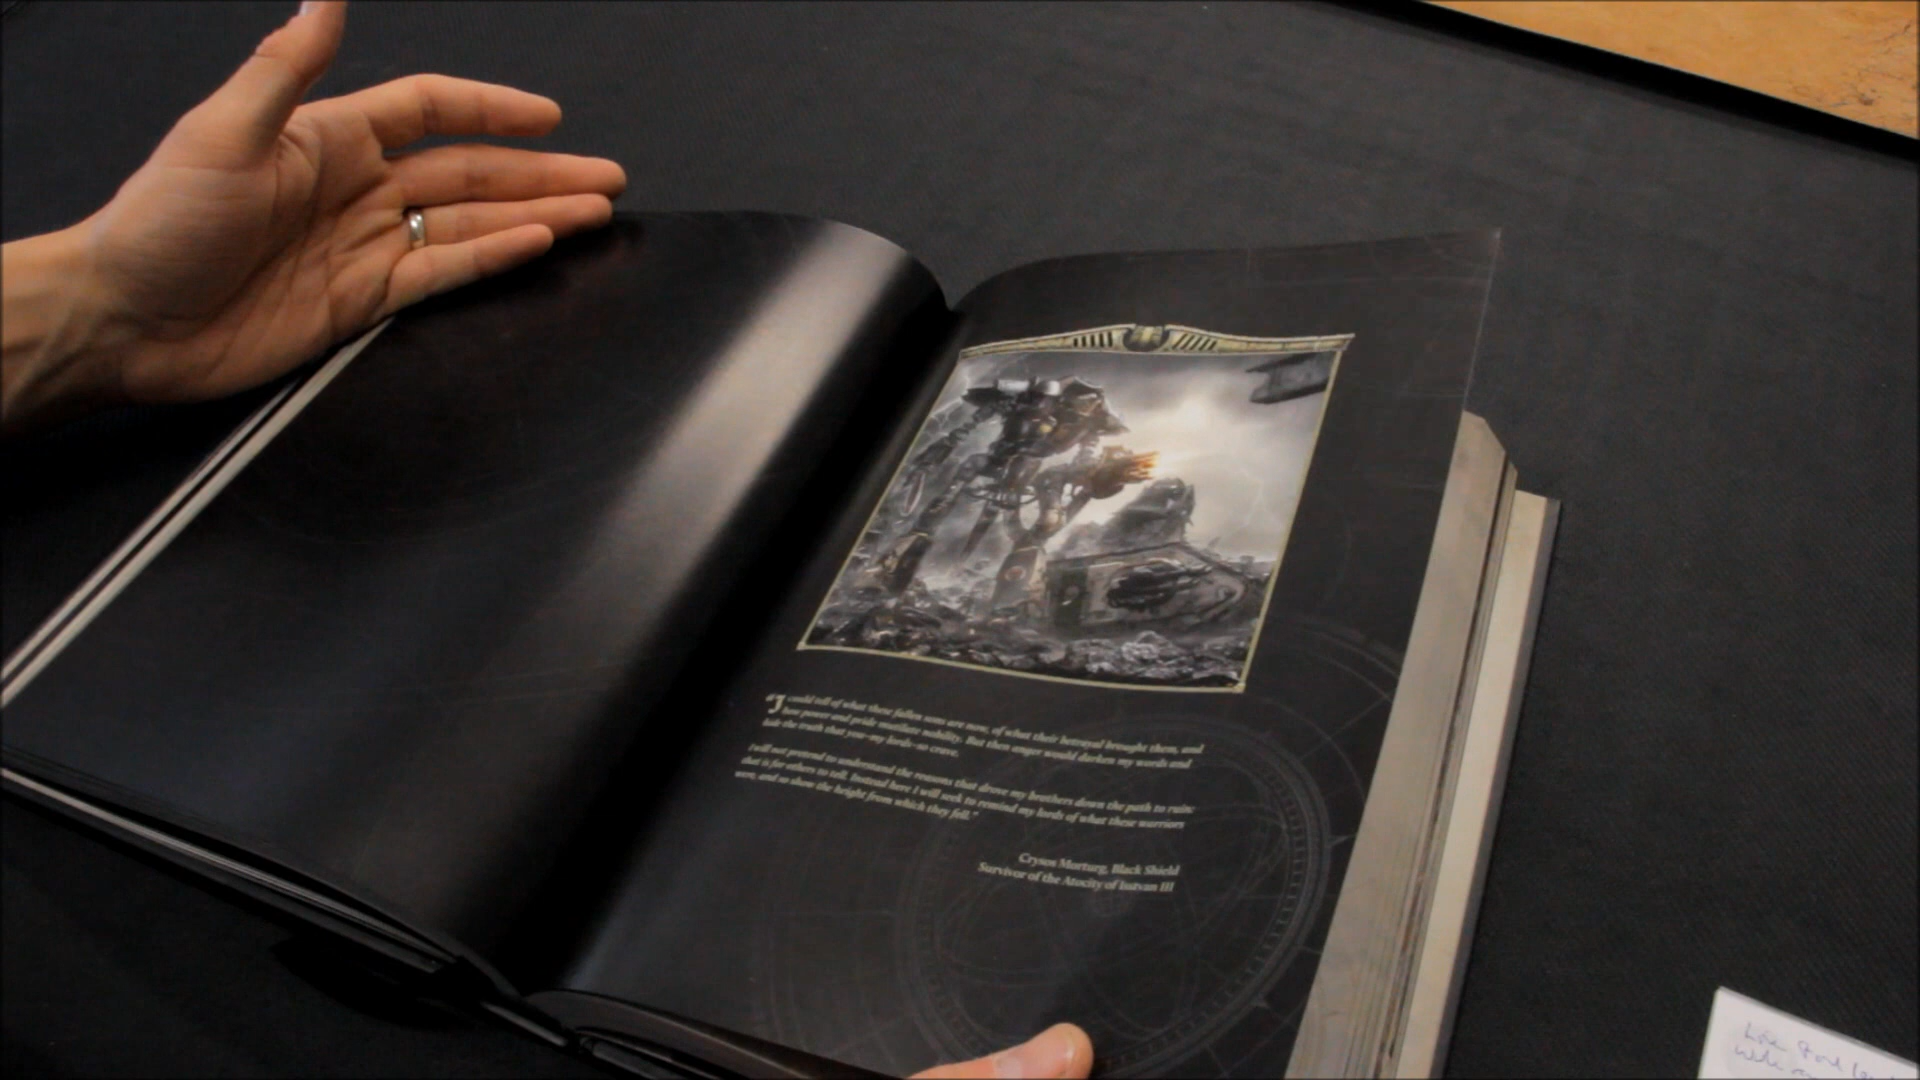 "I could tell of what these fallen sons are now, of what their betrayal brought them, and
how power and pride mutilate nobility. But then anger would darken my words and
hide the truth that you–my lords–so crave.
I will not pretend to understand the reasons that drove my brothers down the path to ruin:
that is for others to tell. Instead here I will seek to remind my lords of what these warriors
were, and so show the height from which they fell."
Crysos Morturg, Black Shield
Survivor of the Atocity of Isstvan III